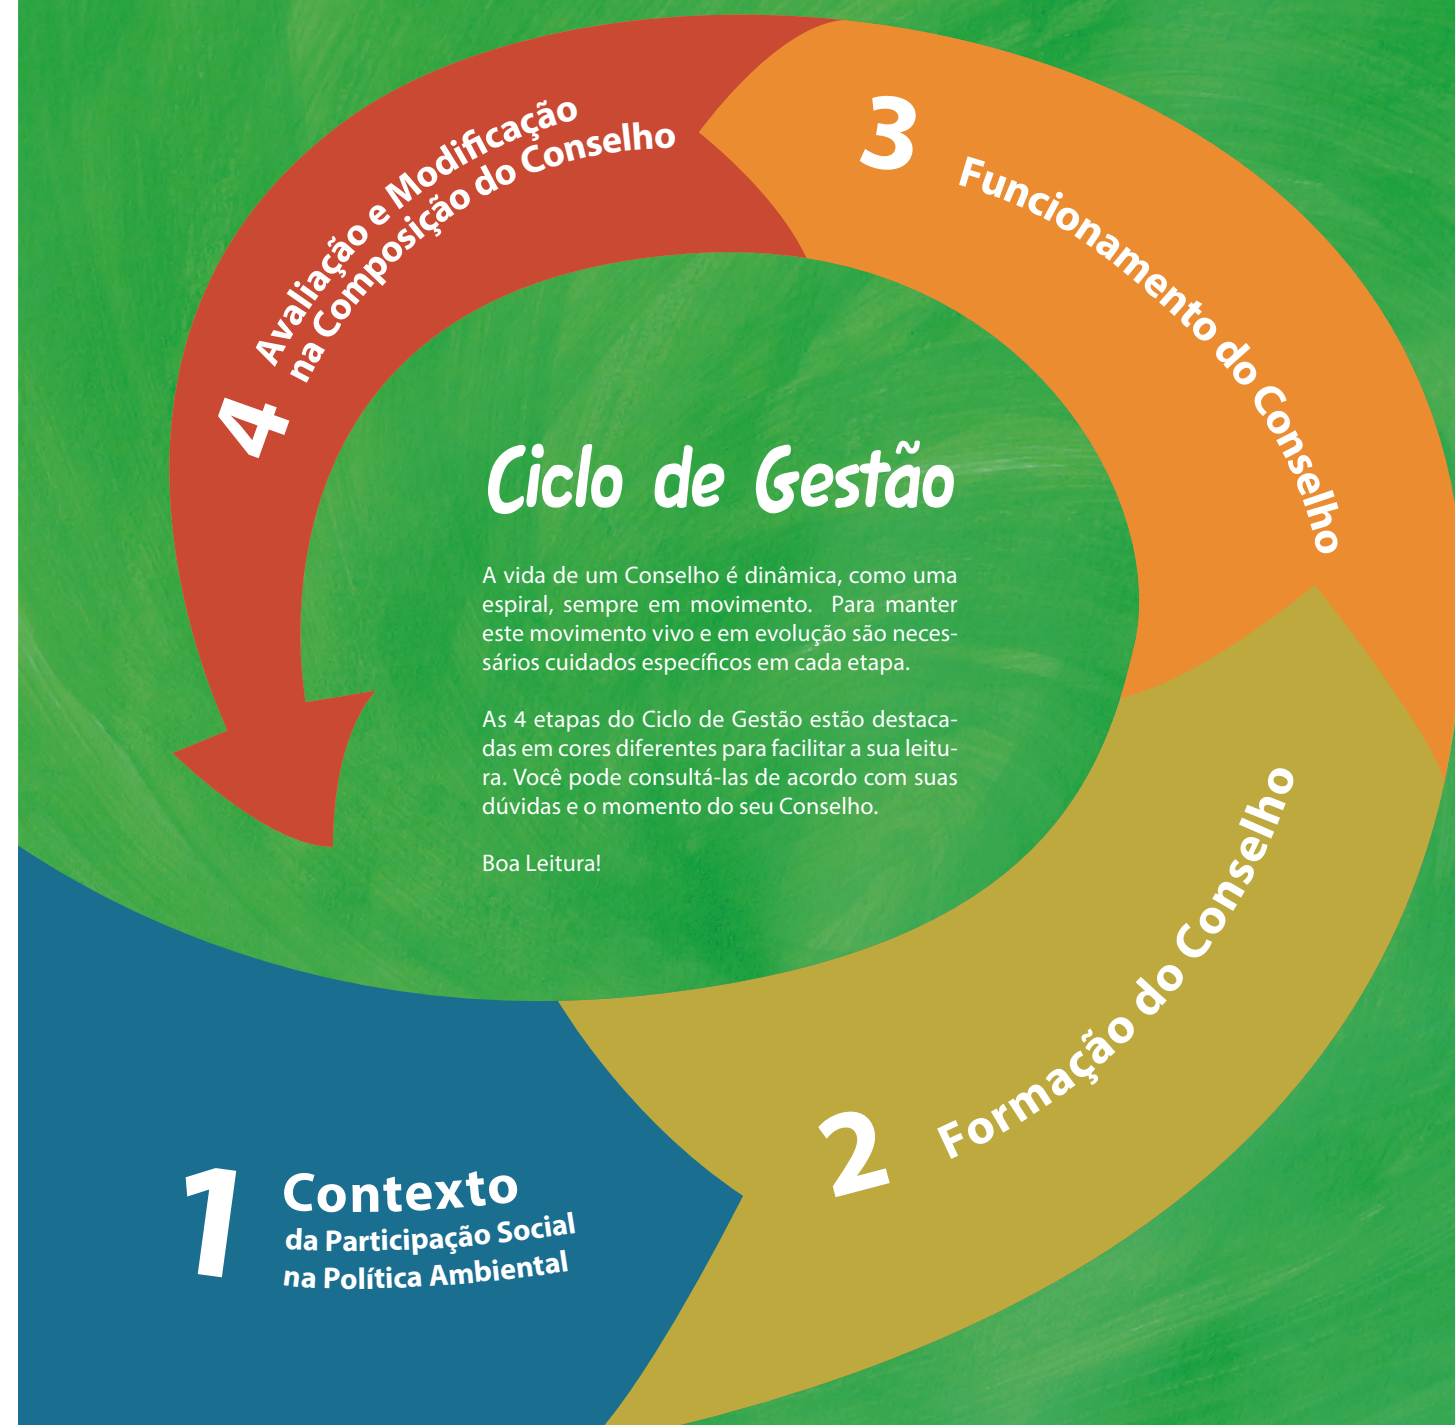 4
Avaliação e Modificação
na Composição do Conselho
3
Funcionamento do Conselho
Ciclo de Gestão
A vida de um Conselho é dinâmica, como uma
espiral, sempre em movimento. Para manter
este movimento vivo e em evolução são neces-
sários cuidados específicos em cada etapa.
As 4 etapas do Ciclo de Gestão estão destaca-
das em cores diferentes para facilitar a sua leitu-
ra. Você pode consultá-las de acordo com suas
dúvidas e o momento do seu Conselho.
Boa Leitura!
2
Formação do Conselho
1
Contexto
da Participação Social
na Política Ambiental